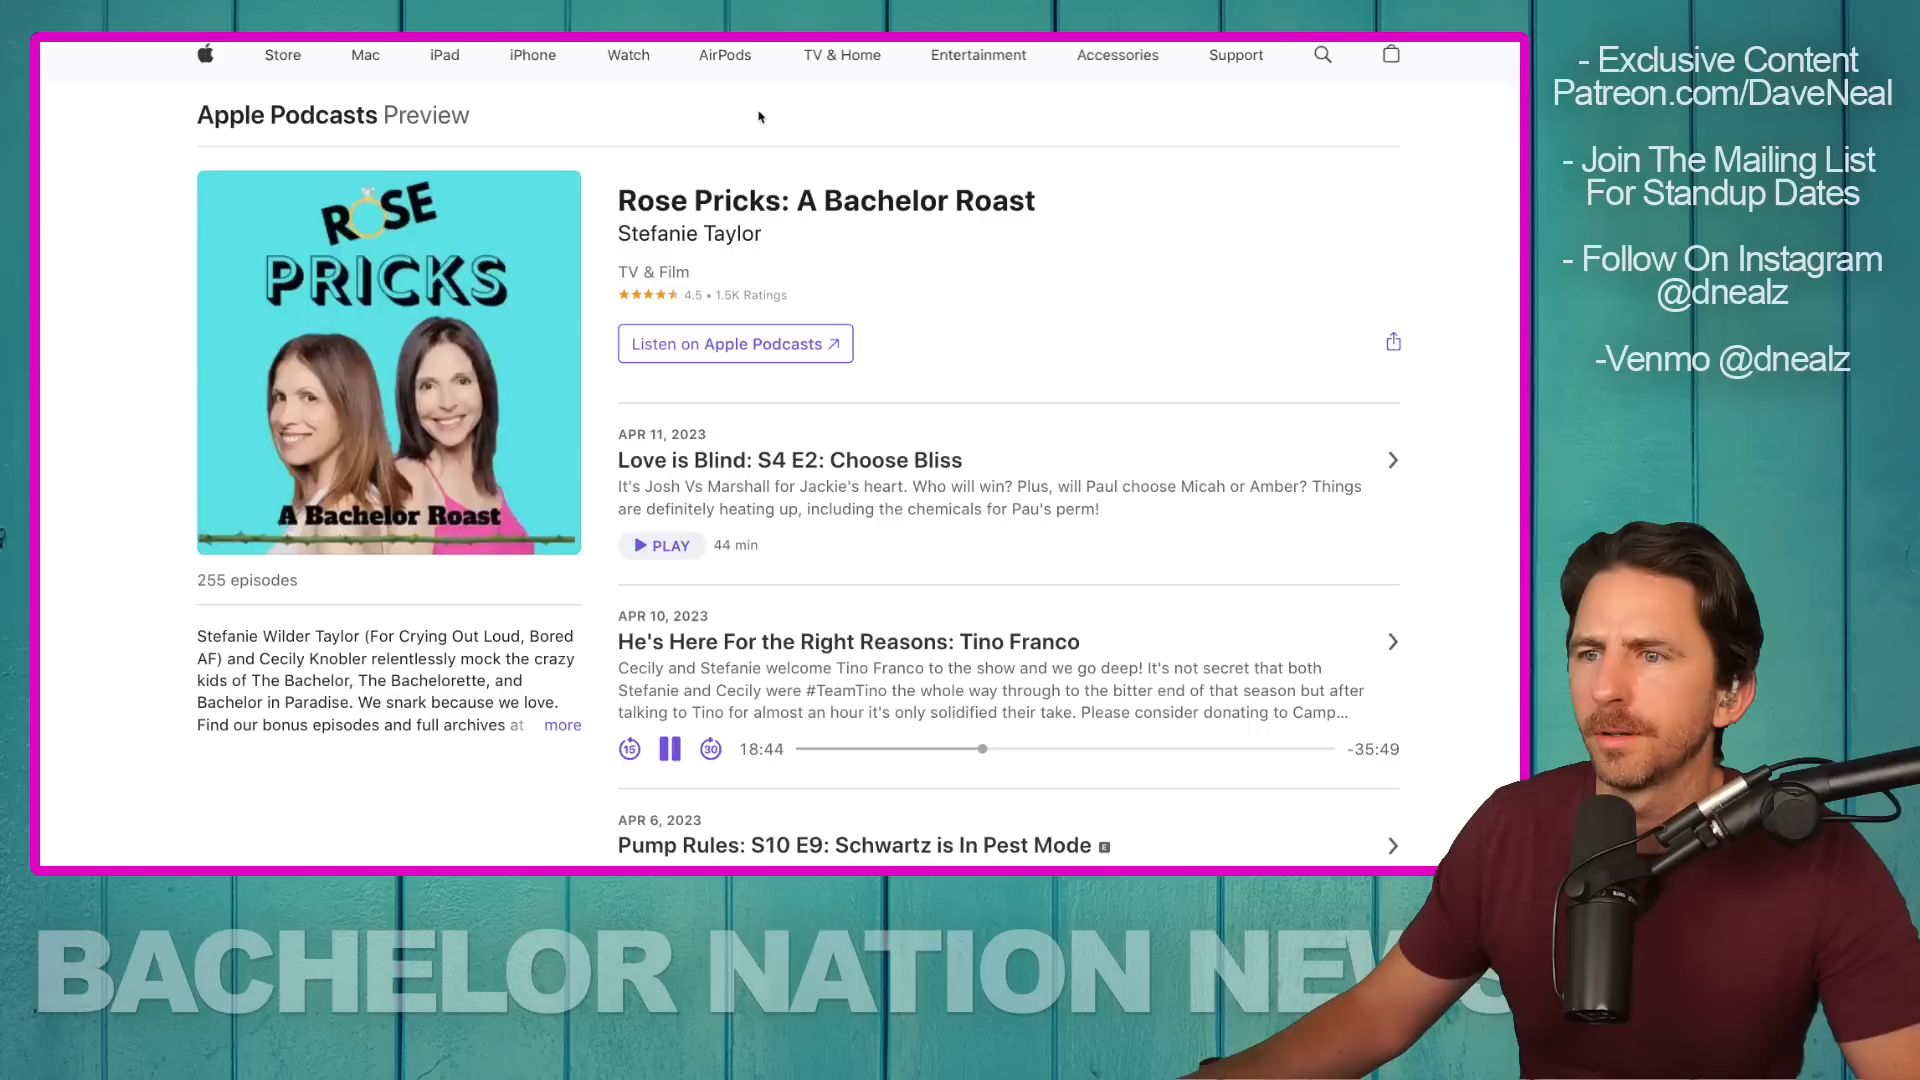 Store Mac iPad iPhone Watch AirPods TV & Home Entertainment Accessories Support
Apple Podcasts Preview
ROSE
PRICKS
A Bachelor Roast
255 episodes
Stefanie Wilder Taylor (For Crying Out Loud, Bored
AF) and Cecily Knobler relentlessly mock the crazy
kids of The Bachelor, The Bachelorette, and
Bachelor in Paradise. We snark because we love.
Find our bonus episodes and full archives at more
Rose Pricks: A Bachelor Roast
Stefanie Taylor
TV & Film
4.5 • 1.5K Ratings
Listen on Apple Podcasts ↗
APR 11, 2023
Love is Blind: S4 E2: Choose Bliss
It's Josh Vs Marshall for Jackie's heart. Who will win? Plus, will Paul choose Micah or Amber? Things
are definitely heating up, including the chemicals for Pau's perm!
PLAY 44 min
APR 10, 2023
He's Here For the Right Reasons: Tino Franco
Cecily and Stefanie welcome Tino Franco to the show and we go deep! It's not secret that both
Stefanie and Cecily were #TeamTino the whole way through to the bitter end of that season but after
talking to Tino for almost an hour it's only solidified their take. Please consider donating to Camp...
15 30 18:44 -35:49
APR 6, 2023
Pump Rules: S10 E9: Schwartz is In Pest Mode E
- Exclusive Content
Patreon.com/DaveNeal
- Join The Mailing List
For Standup Dates
- Follow On Instagram
@dnealz
-Venmo @dnealz
BACHELOR NATION NEWS